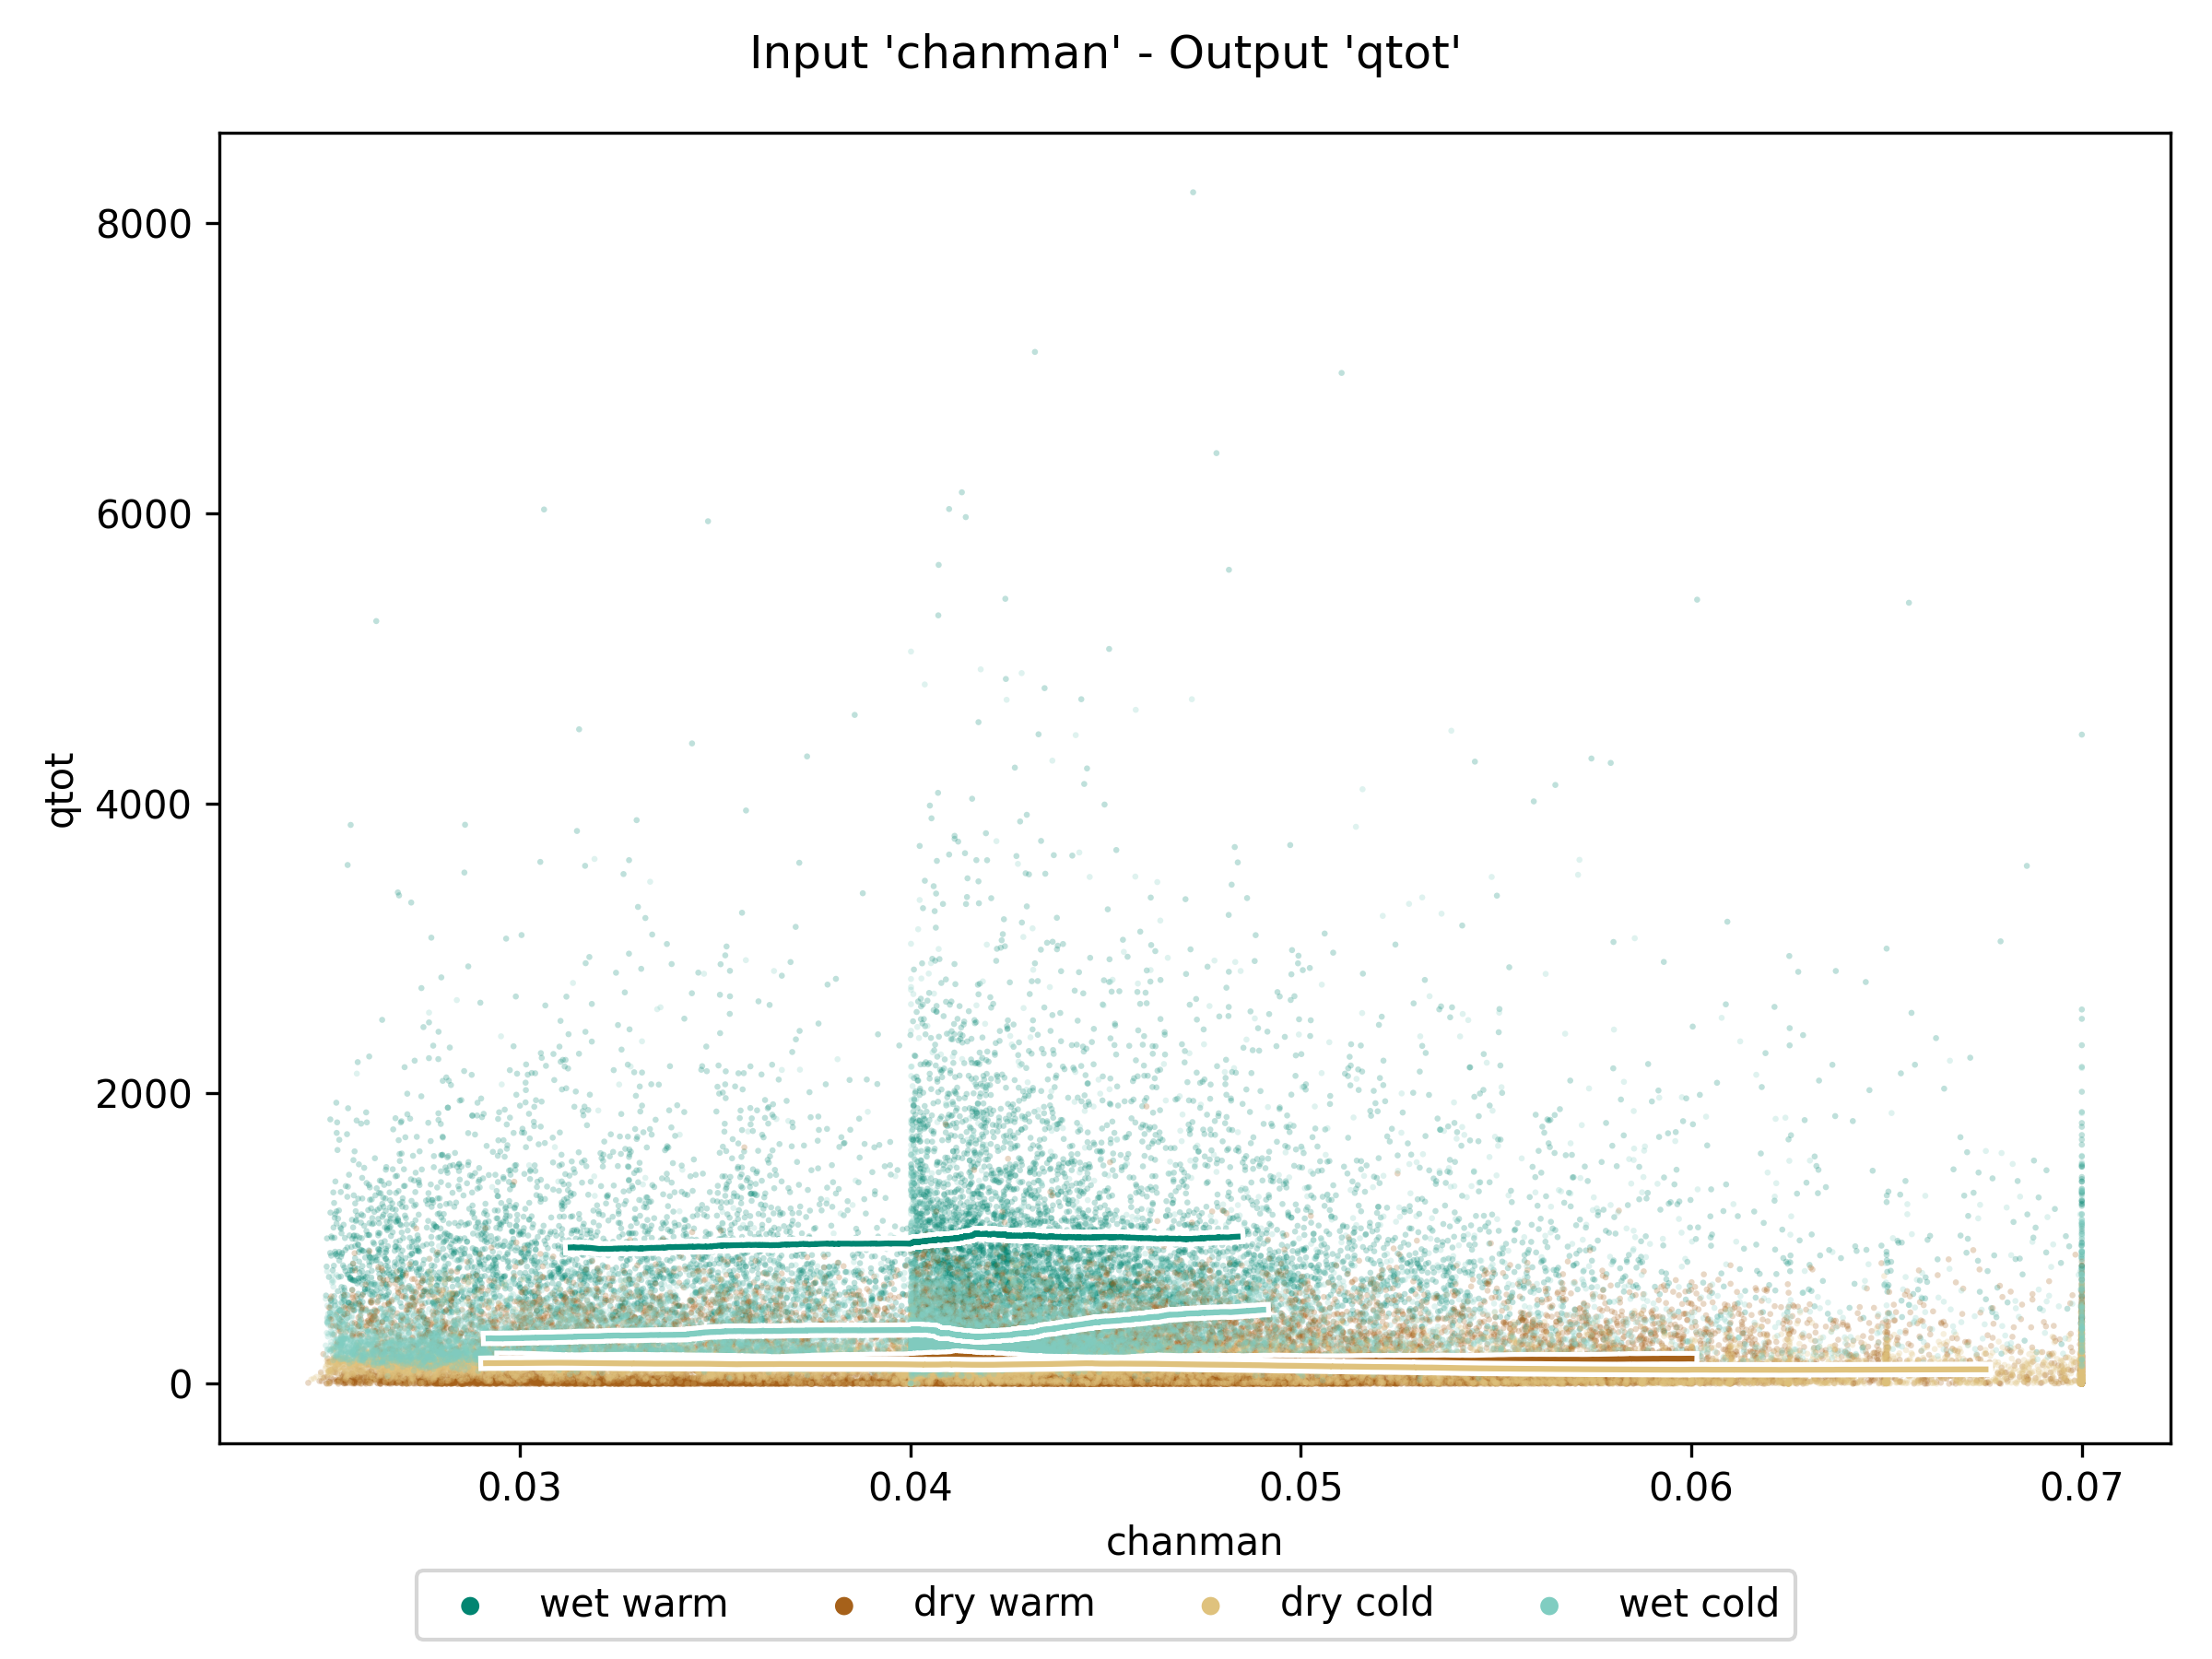 Input 'chanman' - Output 'qtot'
qtot
8000
6000
4000
2000
0
0.03 0.04 0.05 0.06 0.07
chanman
wet warm dry warm dry cold wet cold